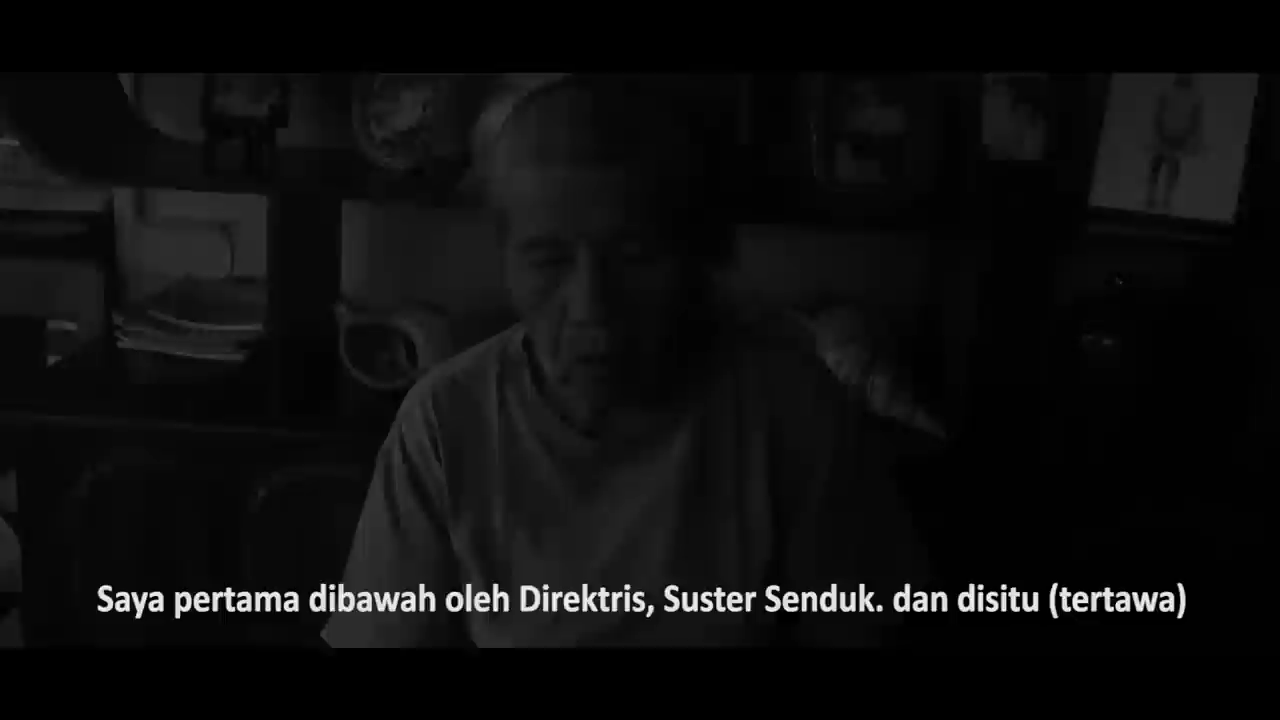 Saya pertama dibawah oleh Direktris, Suster Senduk. dan disitu (tertawa)